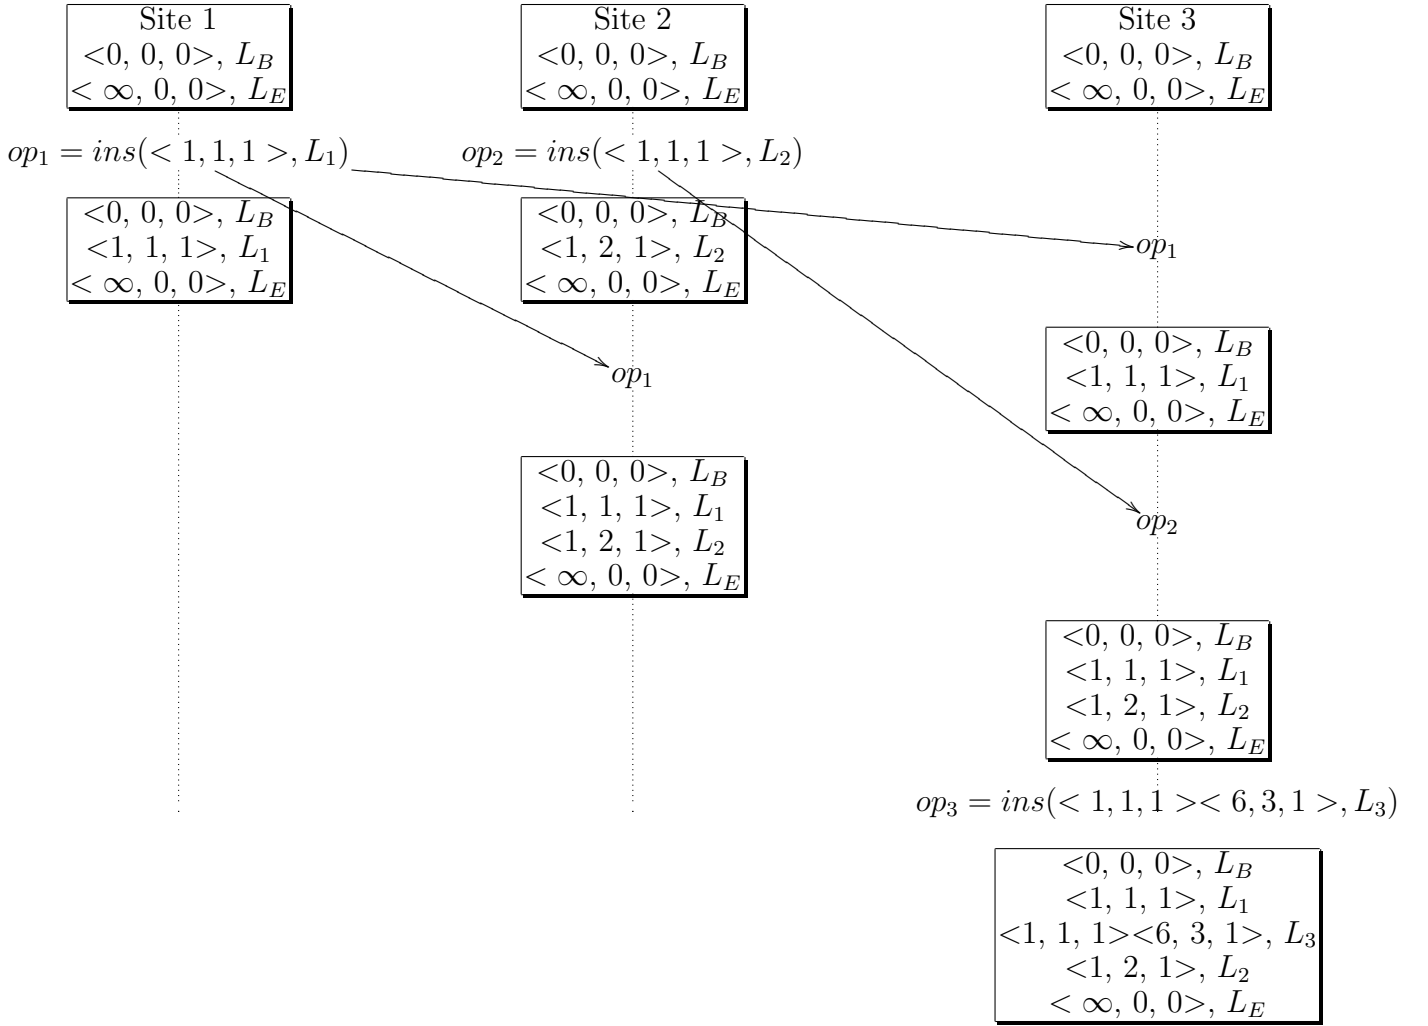 Site 1
<0, 0, 0>, L_B
< ∞, 0, 0>, L_E
Site 2
<0, 0, 0>, L_B
< ∞, 0, 0>, L_E
Site 3
<0, 0, 0>, L_B
< ∞, 0, 0>, L_E
op_1 = ins(< 1, 1, 1 >, L_1)
op_2 = ins(< 1, 1, 1 >, L_2)
<0, 0, 0>, L_B
<1, 1, 1>, L_1
< ∞, 0, 0>, L_E
<0, 0, 0>, L_B
<1, 2, 1>, L_2
< ∞, 0, 0>, L_E
op_1
<0, 0, 0>, L_B
<1, 1, 1>, L_1
< ∞, 0, 0>, L_E
op_1
<0, 0, 0>, L_B
<1, 1, 1>, L_1
<1, 2, 1>, L_2
< ∞, 0, 0>, L_E
op_2
<0, 0, 0>, L_B
<1, 1, 1>, L_1
<1, 2, 1>, L_2
< ∞, 0, 0>, L_E
op_3 = ins(< 1, 1, 1 >< 6, 3, 1 >, L_3)
<0, 0, 0>, L_B
<1, 1, 1>, L_1
<1, 1, 1><6, 3, 1>, L_3
<1, 2, 1>, L_2
< ∞, 0, 0>, L_E